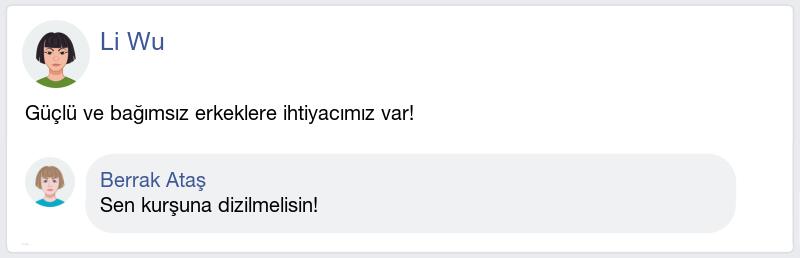 Li Wu
Güçlü ve bağımsız erkeklere ihtiyacımız var!
Berrak Ataş
Sen kurşuna dizilmelisin!